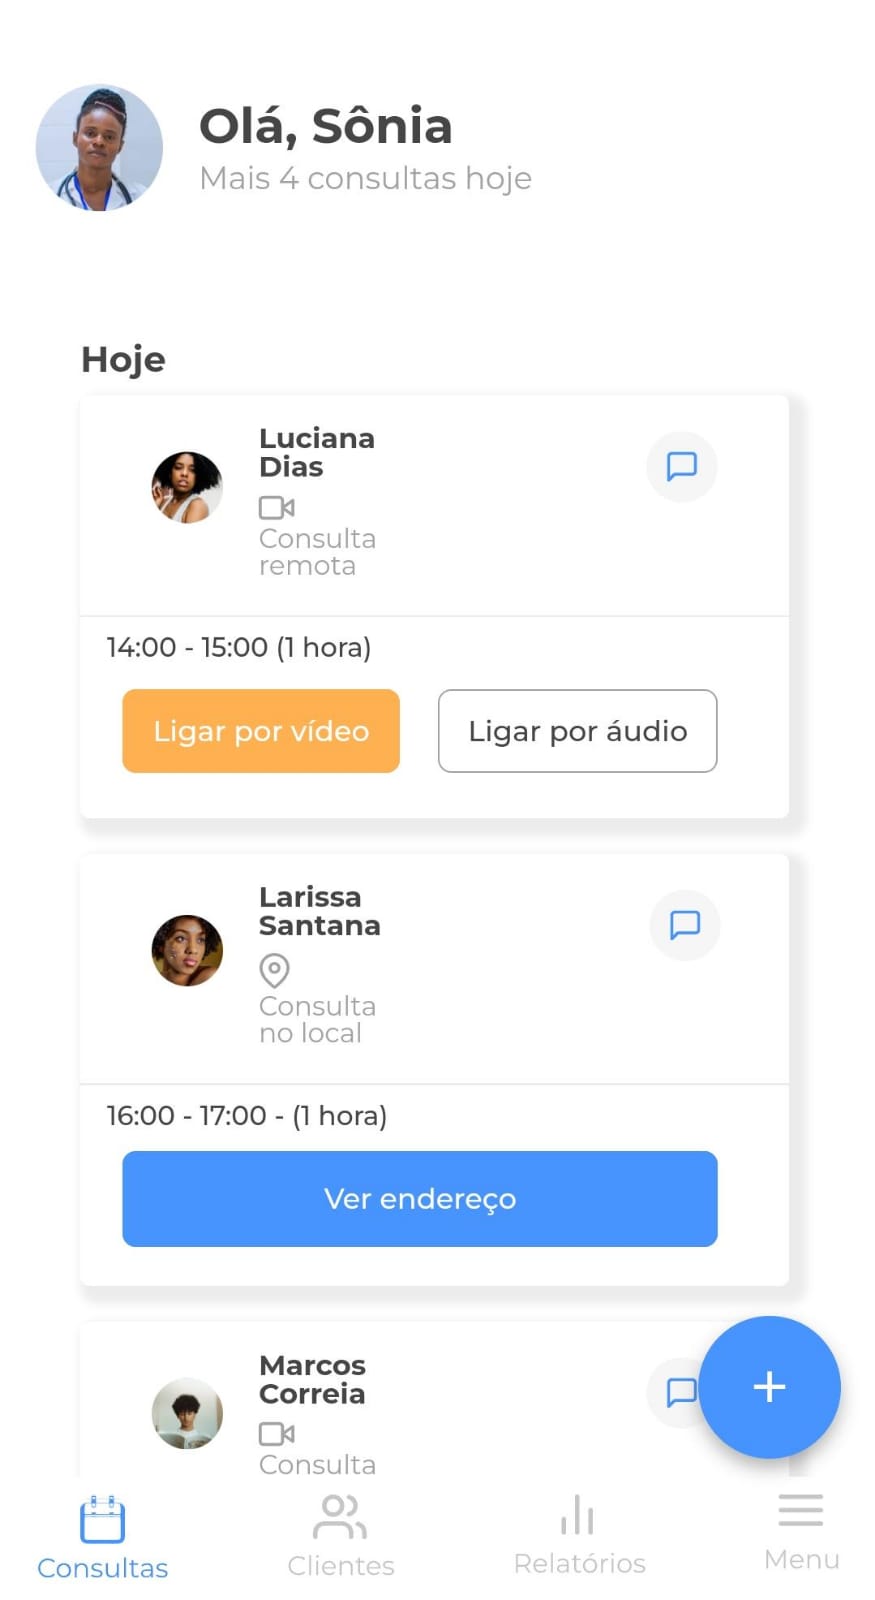 Olá, Sônia
Mais 4 consultas hoje
Hoje
Luciana
Dias
Consulta
remota
14:00 - 15:00 (1 hora)
Ligar por vídeo
Ligar por áudio
Larissa
Santana
Consulta
no local
16:00 - 17:00 - (1 hora)
Ver endereço
Marcos
Correia
Consulta
+
Consultas
Clientes
Relatórios
Menu